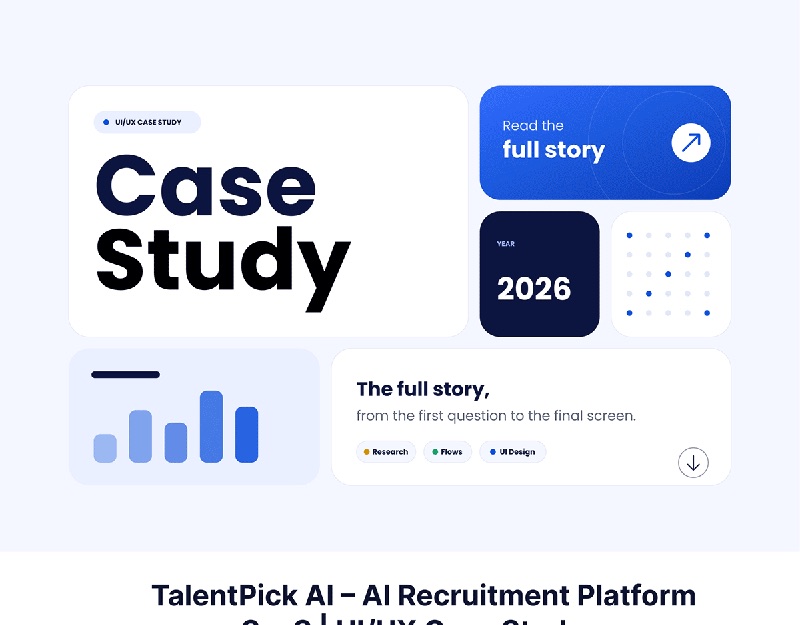 UI/UX CASE STUDY
Case
Study
Read the
full story
YEAR
2026
The full story,
from the first question to the final screen.
Research
Flows
UI Design
TalentPick AI – AI Recruitment Platform